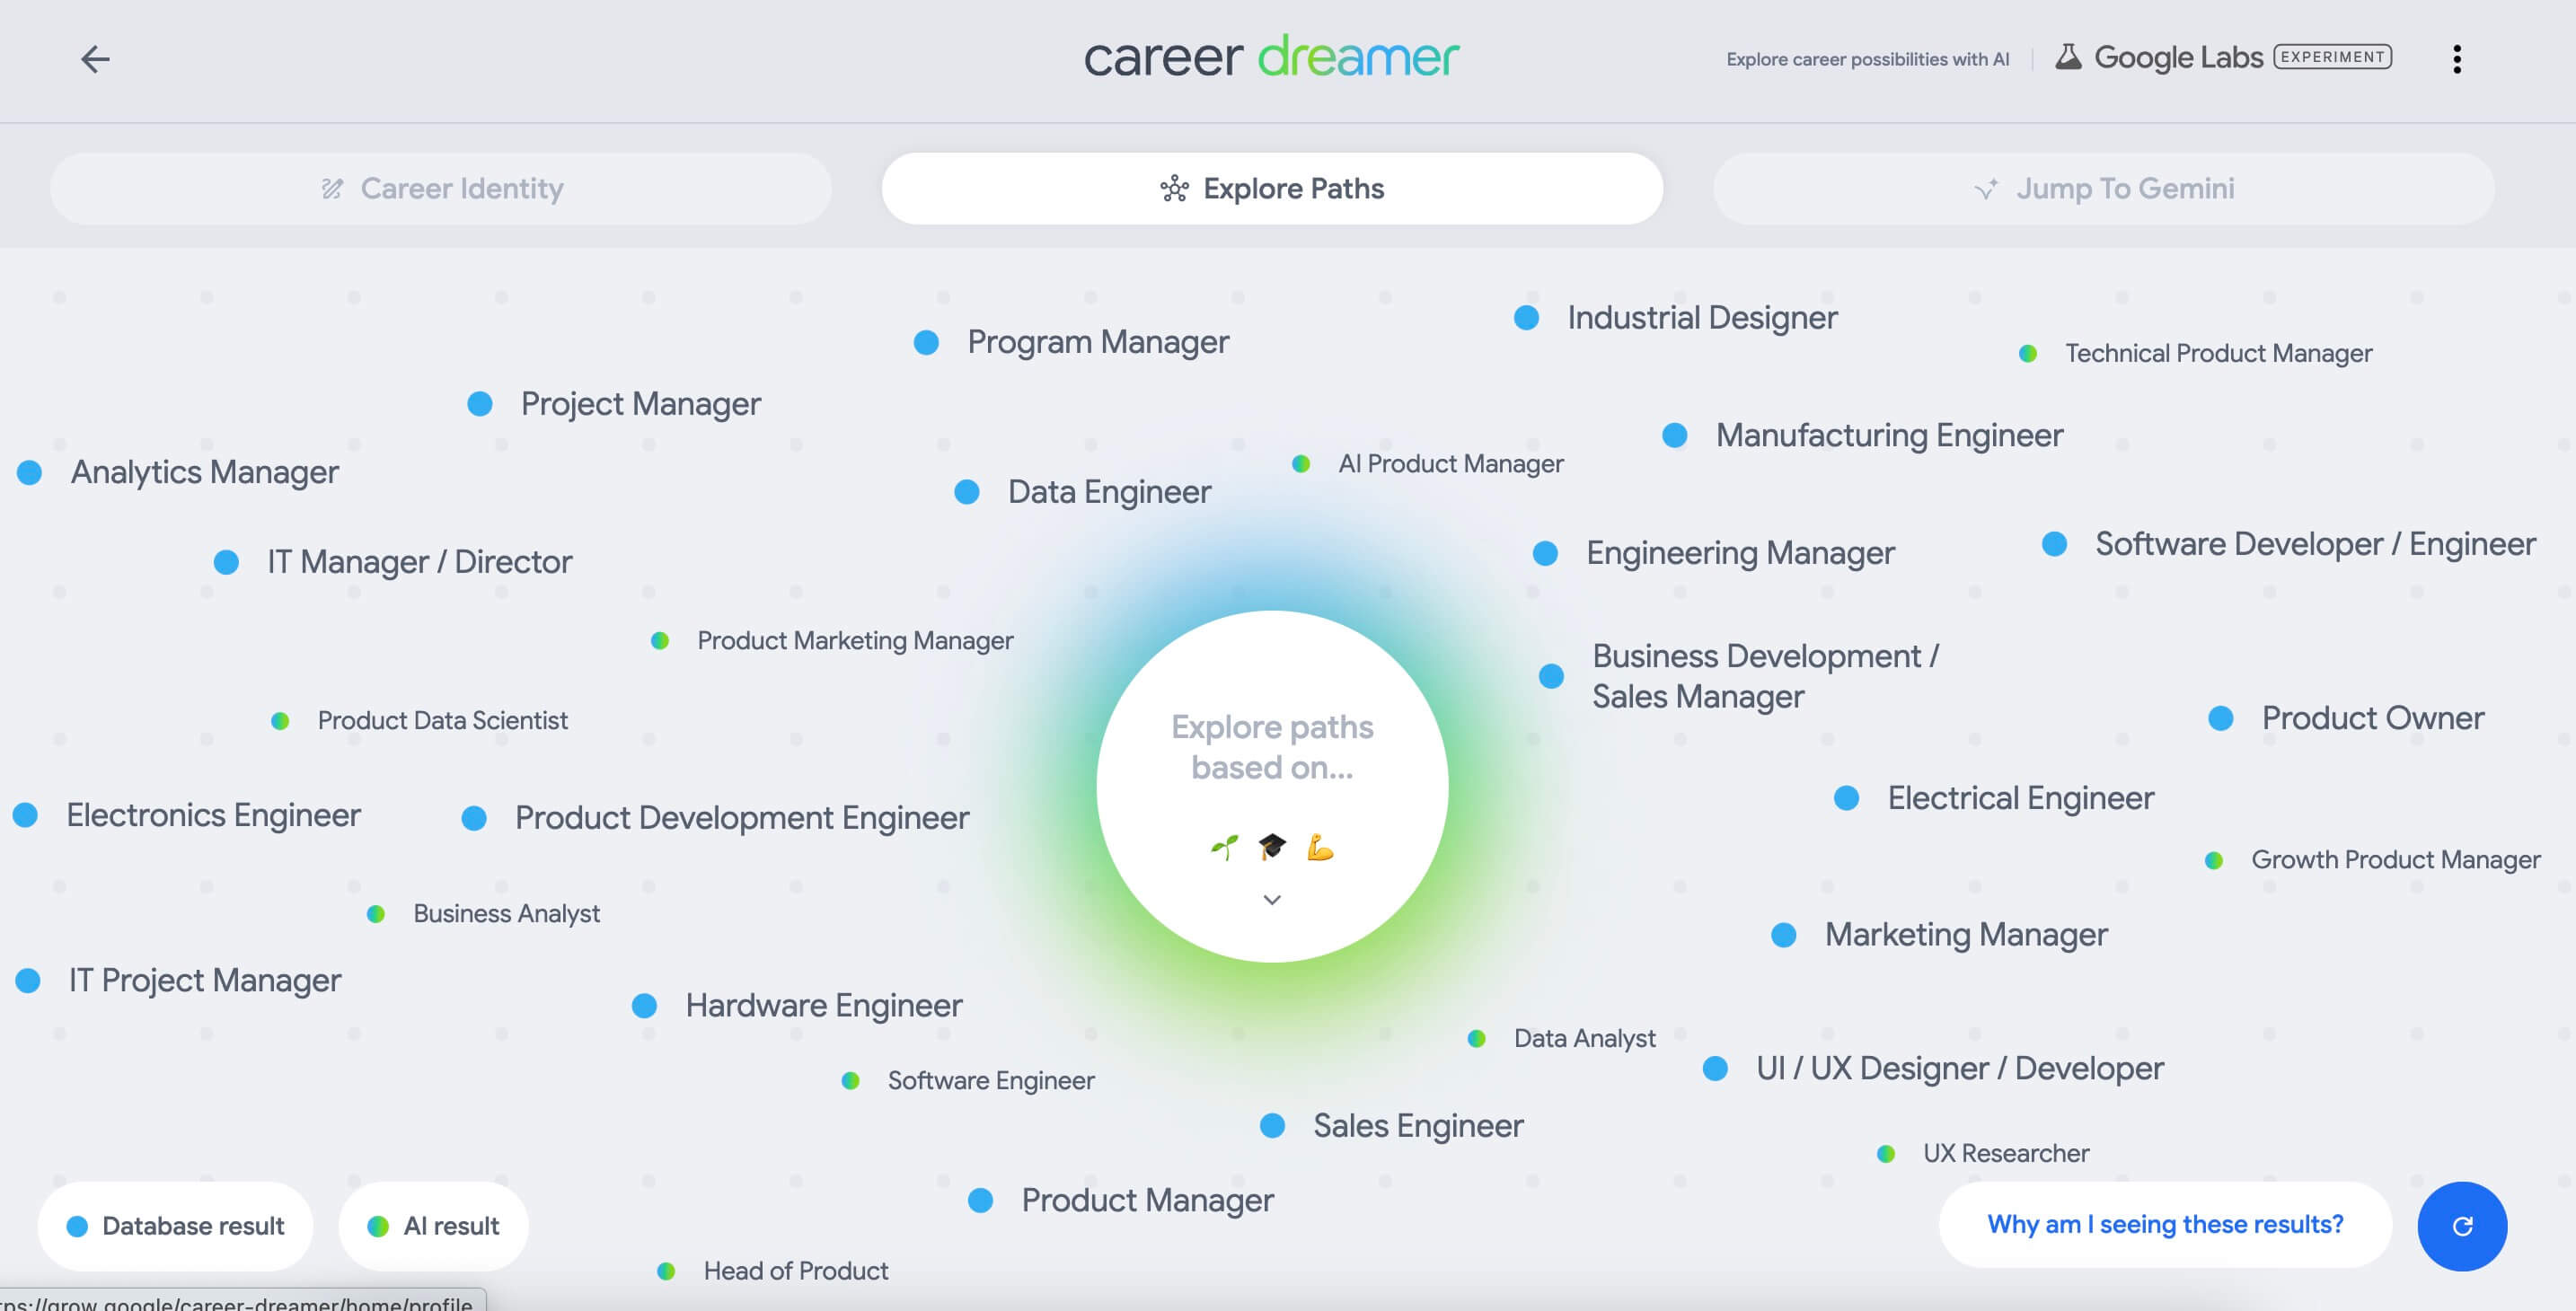 career dreamer
Explore career possibilities with AI
Google Labs EXPERIMENT
Career Identity
Explore Paths
Jump To Gemini
Industrial Designer
Program Manager
Technical Product Manager
Project Manager
Manufacturing Engineer
AI Product Manager
Analytics Manager
Data Engineer
Software Developer / Engineer
Engineering Manager
IT Manager / Director
Product Marketing Manager
Business Development /
Sales Manager
Product Owner
Product Data Scientist
Explore paths
based on...
Electrical Engineer
Electronics Engineer
Product Development Engineer
Growth Product Manager
Business Analyst
Marketing Manager
IT Project Manager
Hardware Engineer
Data Analyst
UI / UX Designer / Developer
Software Engineer
Sales Engineer
UX Researcher
Product Manager
Database result
AI result
Why am I seeing these results?
Head of Product
tps://grow.google/career-dreamer/home/profile